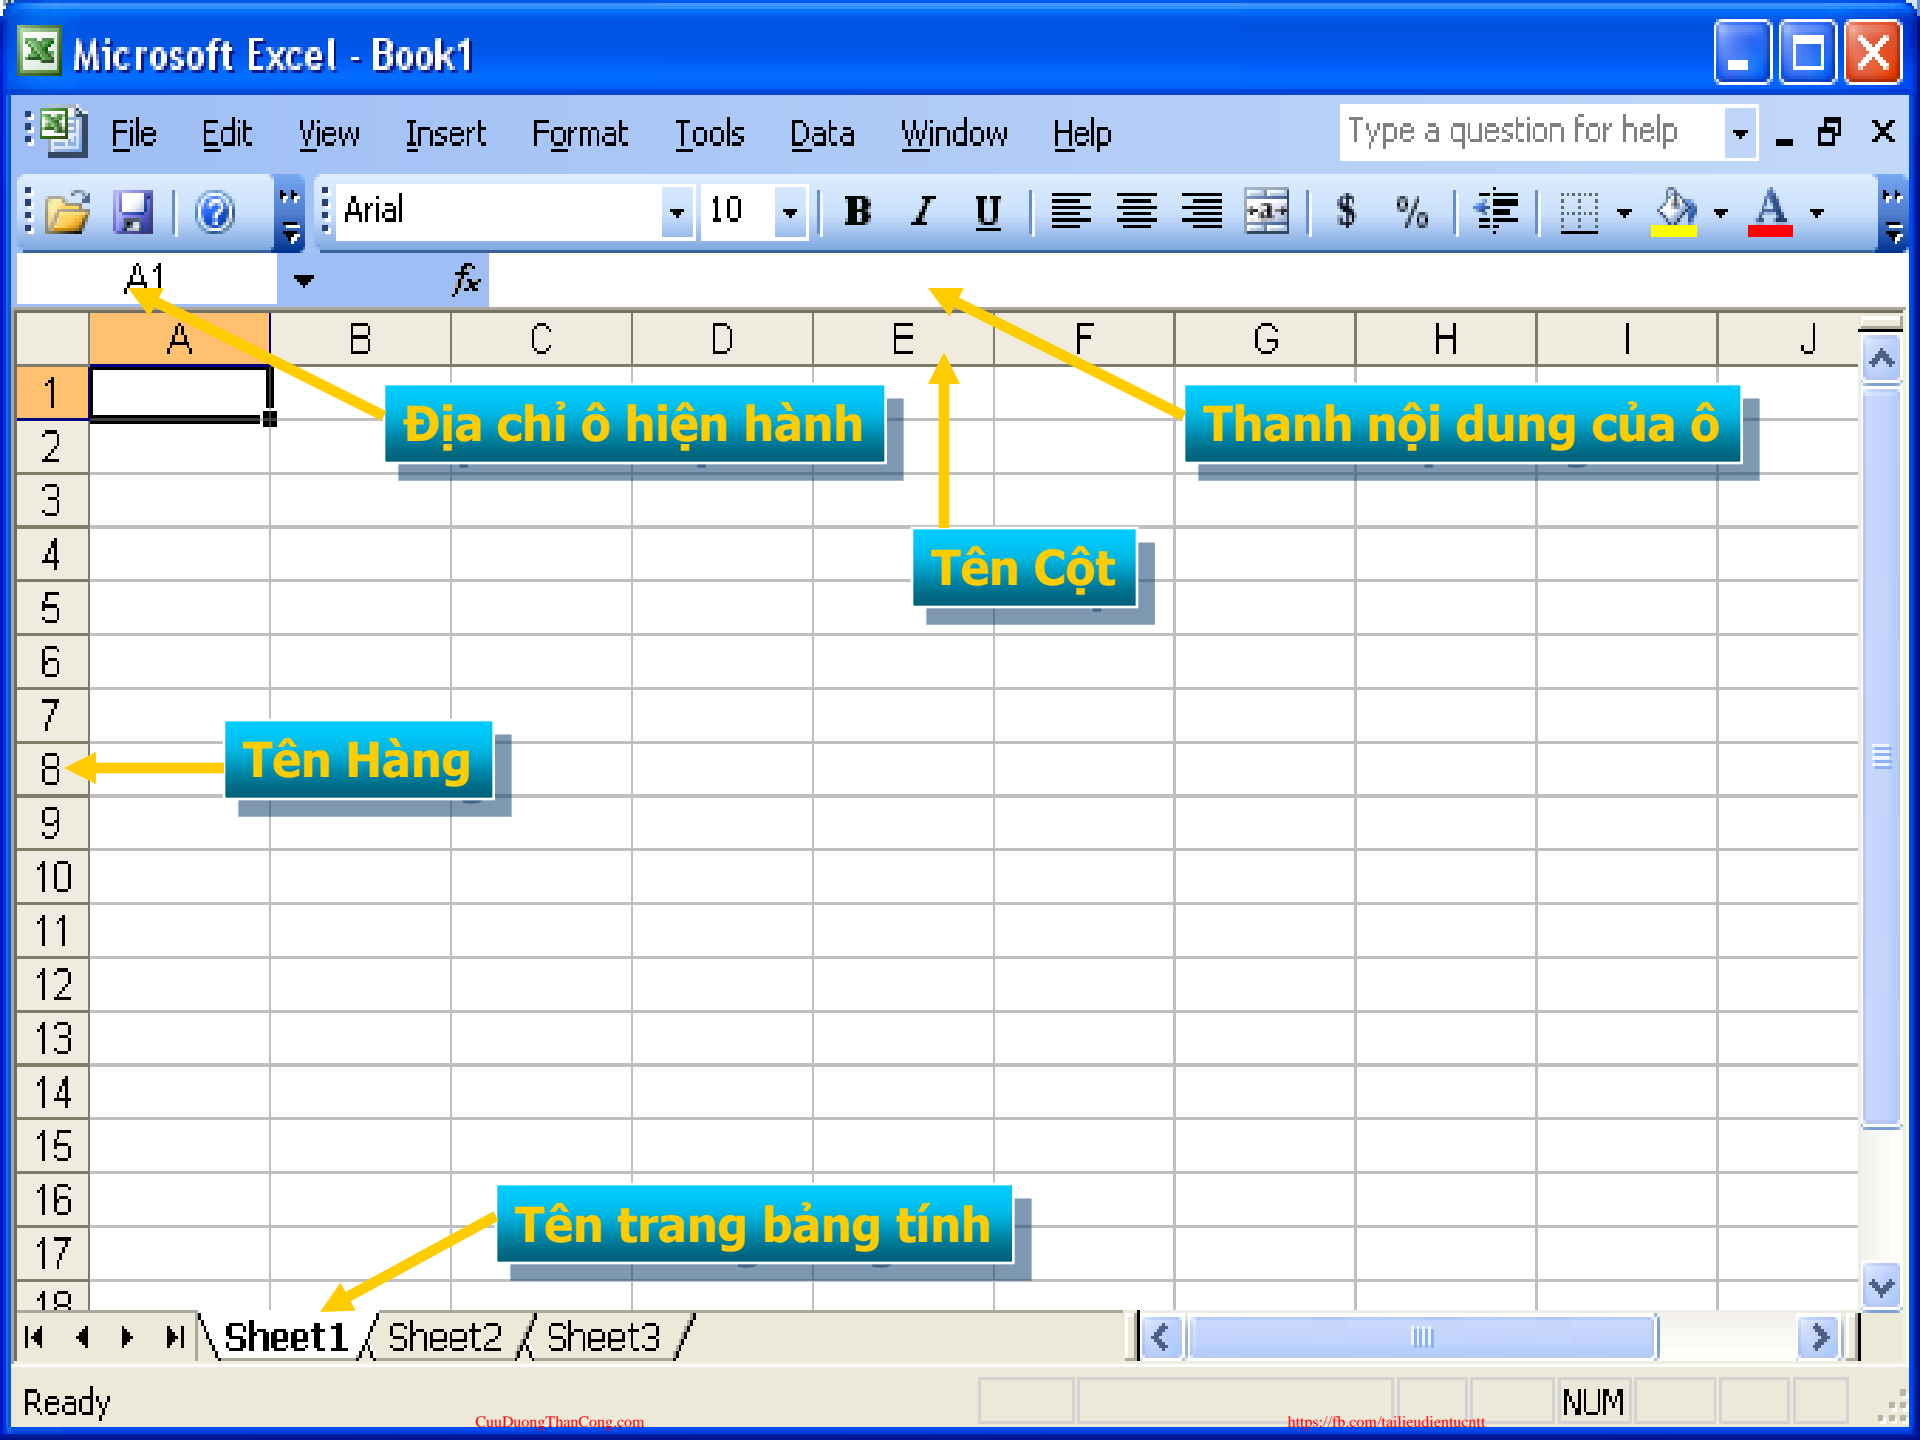 Microsoft Excel - Book1
File Edit View Insert Format Tools Data Window Help Type a question for help
Arial 10 B I U $ % A
A1 fx
A B C D E F G H I J
1
Địa chỉ ô hiện hành Thanh nội dung của ô
2
3
4
Tên Cột
5
6
7
Tên Hàng
8
9
10
11
12
13
14
15
16
Tên trang bảng tính
17
18
Sheet1 Sheet2 Sheet3
Ready NUM
CuuDuongThanCong.com https://fb.com/tailieudientucntt